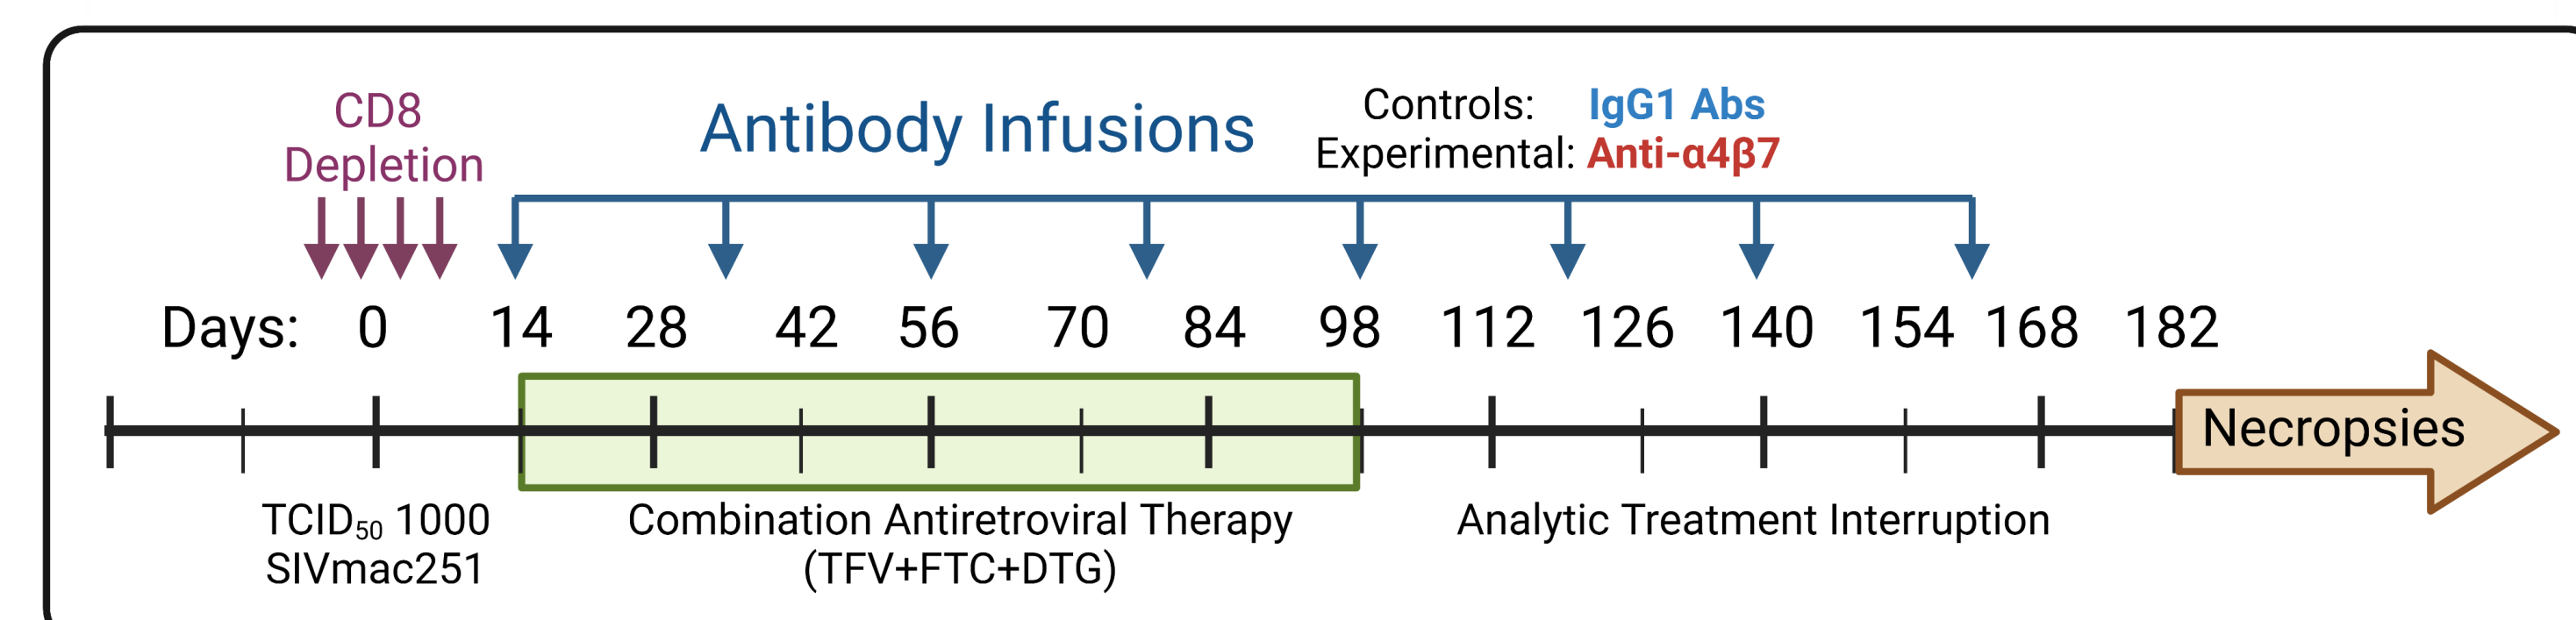 CD8
Depletion
Antibody Infusions
Controls: IgG1 Abs
Experimental: Anti-α4β7
Days: 0 14 28 42 56 70 84 98 112 126 140 154 168 182
Necropsies
TCID₅₀ 1000
SIVmac251
Combination Antiretroviral Therapy
(TFV+FTC+DTG)
Analytic Treatment Interruption